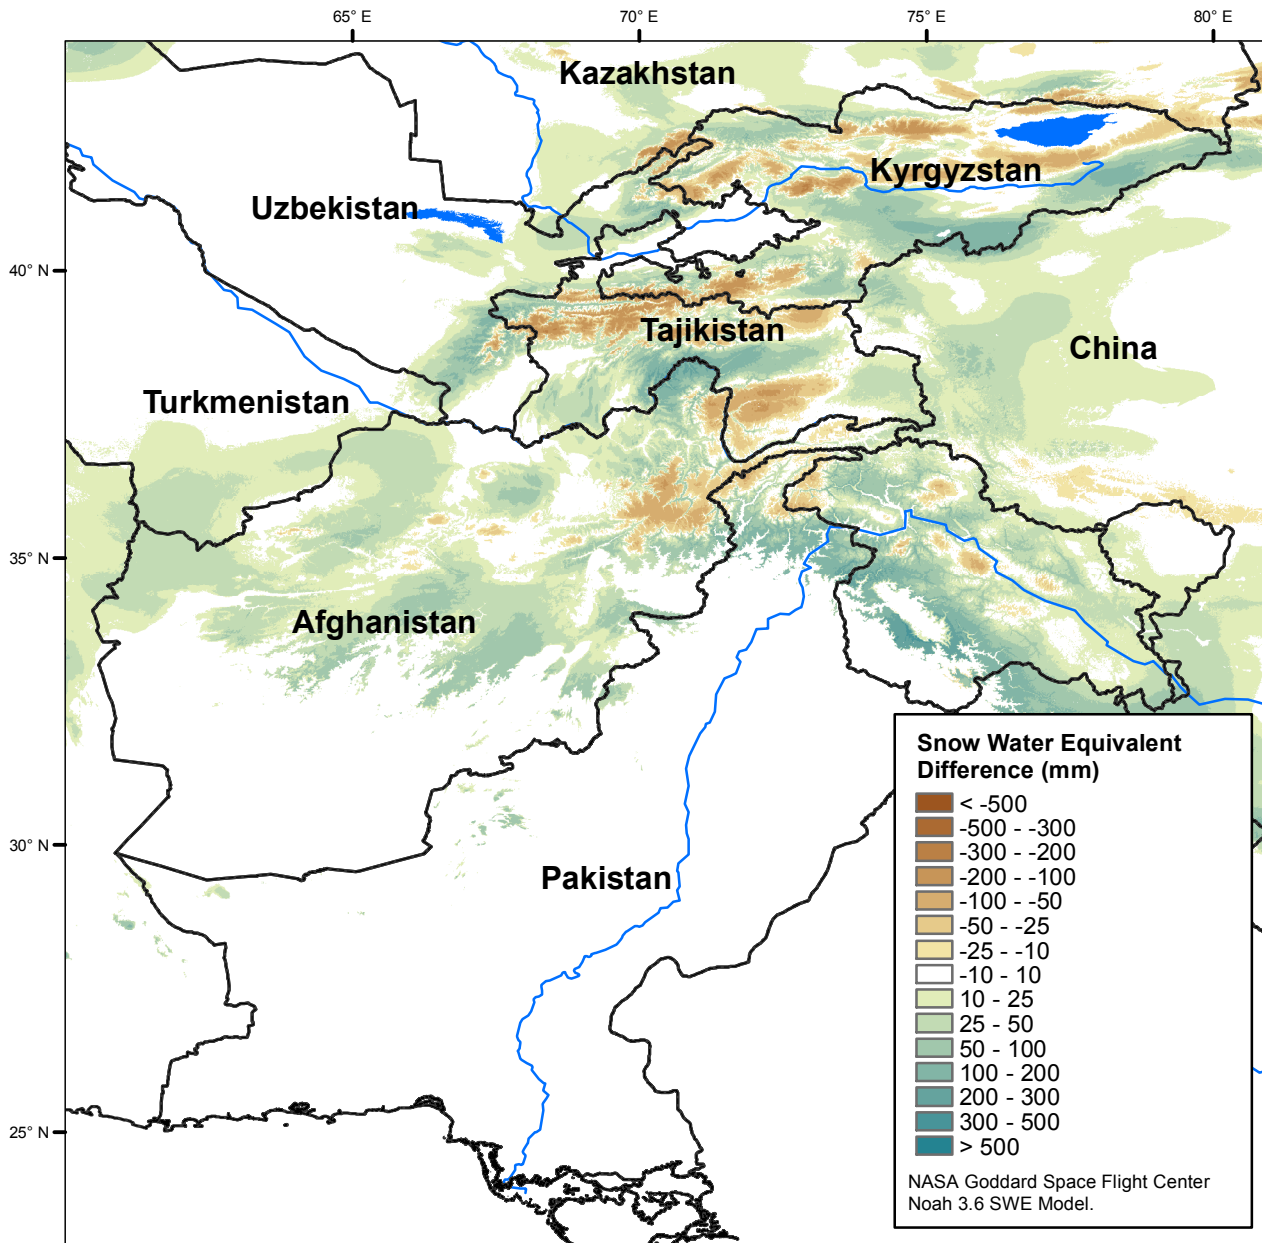 65° E 70° E 75° E 80° E
Kazakhstan
Kyrgyzstan
Uzbekistan
40° N
Tajikistan
China
Turkmenistan
35° N
Afghanistan
30° N
Pakistan
25° N
Snow Water Equivalent
Difference (mm)
< -500
-500 - -300
-300 - -200
-200 - -100
-100 - -50
-50 - -25
-25 - -10
-10 - 10
10 - 25
25 - 50
50 - 100
100 - 200
200 - 300
300 - 500
> 500
NASA Goddard Space Flight Center
Noah 3.6 SWE Model.